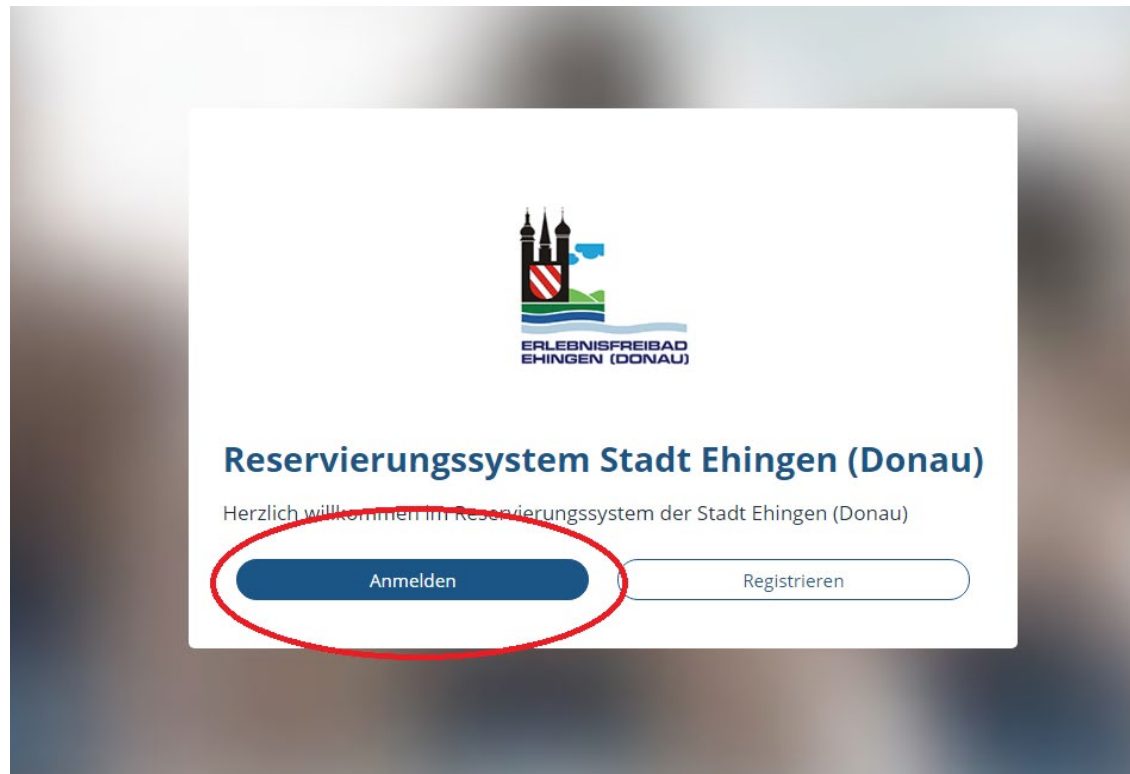 ERLEBNISFREIBAD
EHINGEN (DONAU)
Reservierungssystem Stadt Ehingen (Donau)
Herzlich willkommen im Reservierungssystem der Stadt Ehingen (Donau)
Anmelden
Registrieren